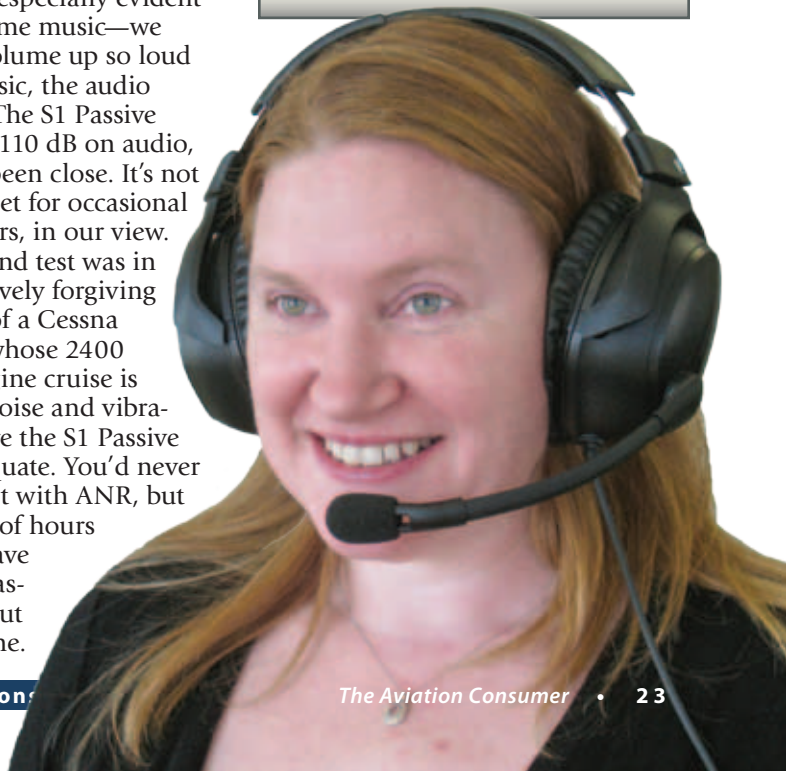 especially evident
me music—we
olume up so loud
sic, the audio
The S1 Passive
110 dB on audio,
been close. It's not
et for occasional
rs, in our view.
nd test was in
vely forgiving
of a Cessna
whose 2400
ine cruise is
oise and vibra-
e the S1 Passive
quate. You'd never
t with ANR, but
of hours
ave
as-
ut
ne.
ons
The Aviation Consumer • 23